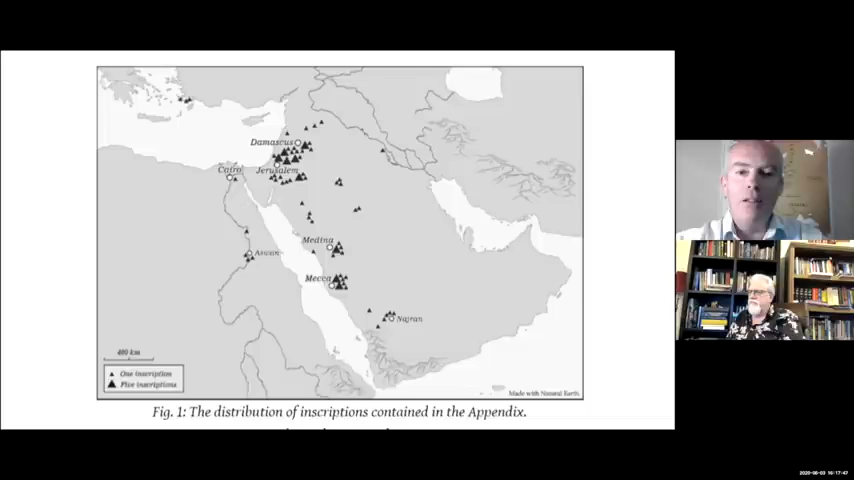 Damascus
Jerusalem
Cairo
Aswan
Medina
Mecca
Najran
400 km
One inscription
Five inscriptions
Made with Natural Earth.
Fig. 1: The distribution of inscriptions contained in the Appendix.
2020-06-03 16:17:47